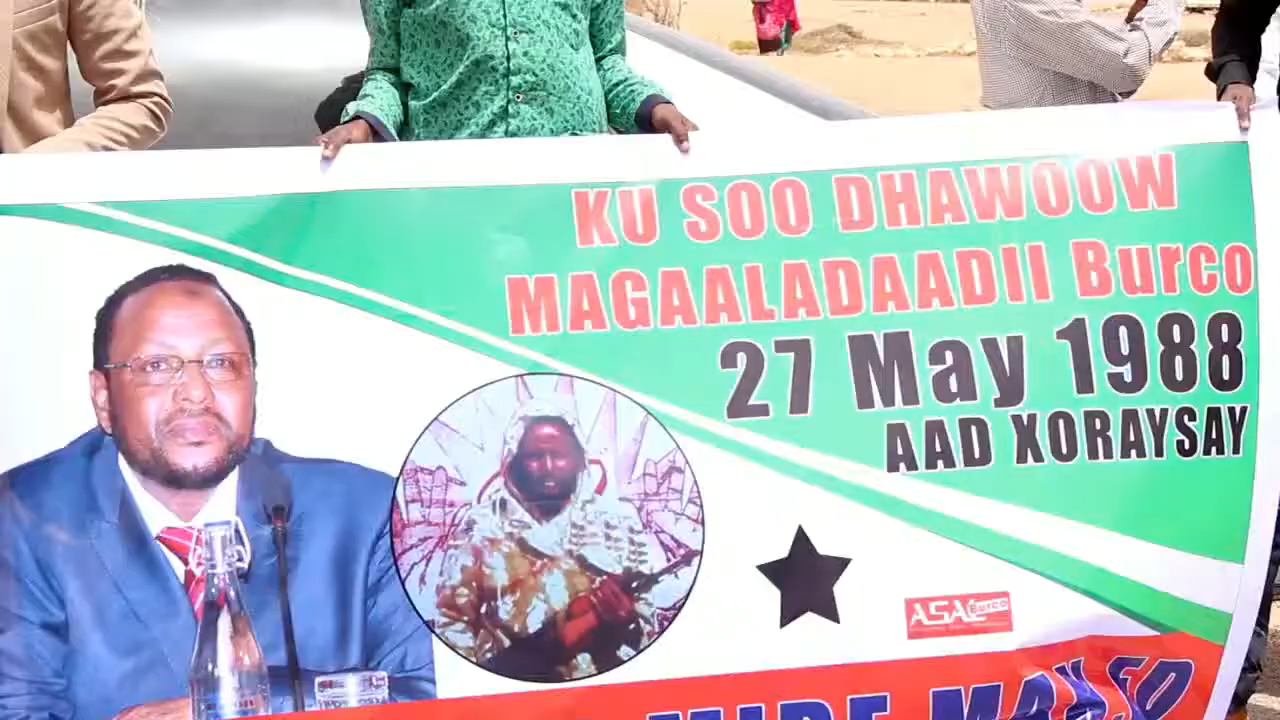 KU SOO DHAWOOW
MAGAALADAADII Burco
27 May 1988
AAD XORAYSAY
ASAL Burco